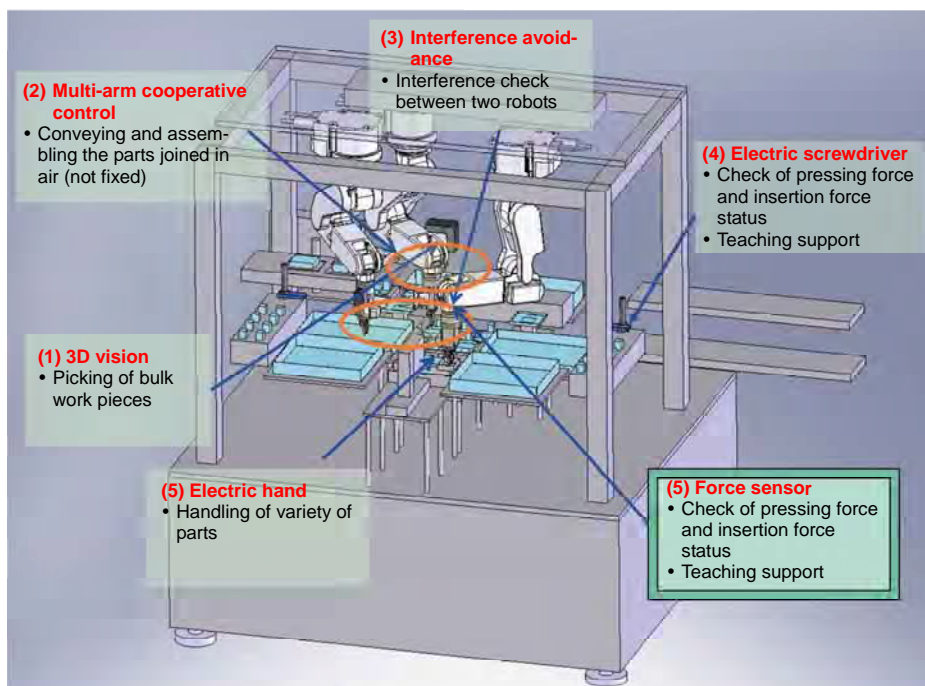 (3) Interference avoid-
ance
• Interference check
between two robots
(2) Multi-arm cooperative
control
• Conveying and assem-
bling the parts joined in
air (not fixed)
(4) Electric screwdriver
• Check of pressing force
and insertion force
status
• Teaching support
(1) 3D vision
• Picking of bulk
work pieces
(5) Electric hand
• Handling of variety of
parts
(5) Force sensor
• Check of pressing force
and insertion force
status
• Teaching support